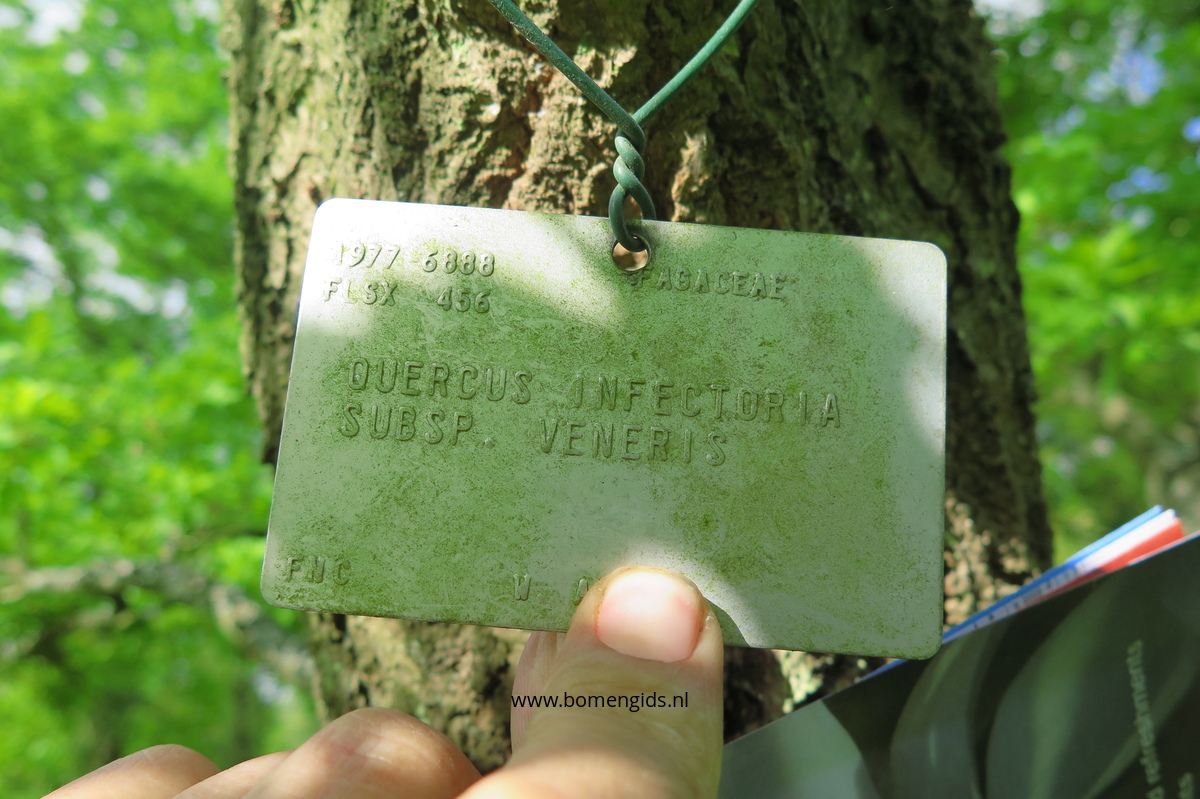 1977 6888
FAGACEAE
FLSX 456
QUERCUS INFECTORIA
SUBSP. VENERIS
FNC
W
www.bomengids.nl